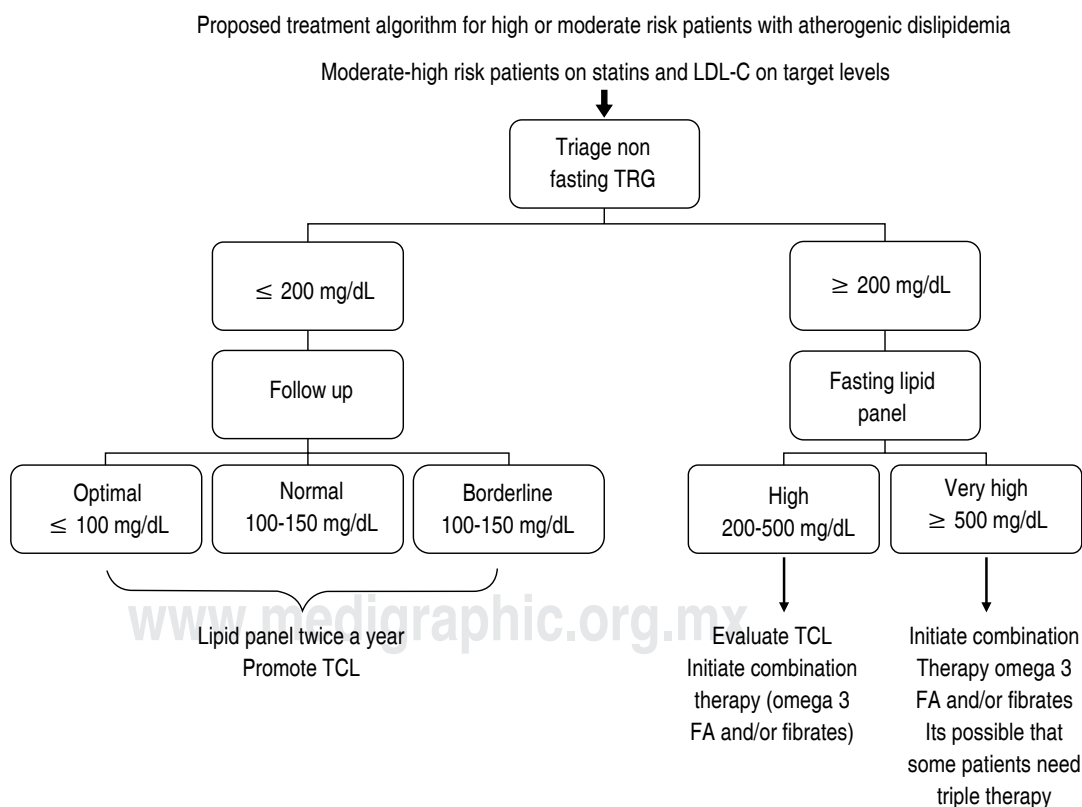 Proposed treatment algorithm for high or moderate risk patients with atherogenic dislipidemia
Moderate-high risk patients on statins and LDL-C on target levels
Triage non
fasting TRG
≤ 200 mg/dL
≥ 200 mg/dL
Follow up
Fasting lipid
panel
Optimal
≤ 100 mg/dL
Normal
100-150 mg/dL
Borderline
100-150 mg/dL
High
200-500 mg/dL
Very high
≥ 500 mg/dL
www.medigraphic.org.mx
Lipid panel twice a year
Promote TCL
Evaluate TCL
Initiate combination
therapy (omega 3
FA and/or fibrates)
Initiate combination
Therapy omega 3
FA and/or fibrates
Its possible that
some patients need
triple therapy